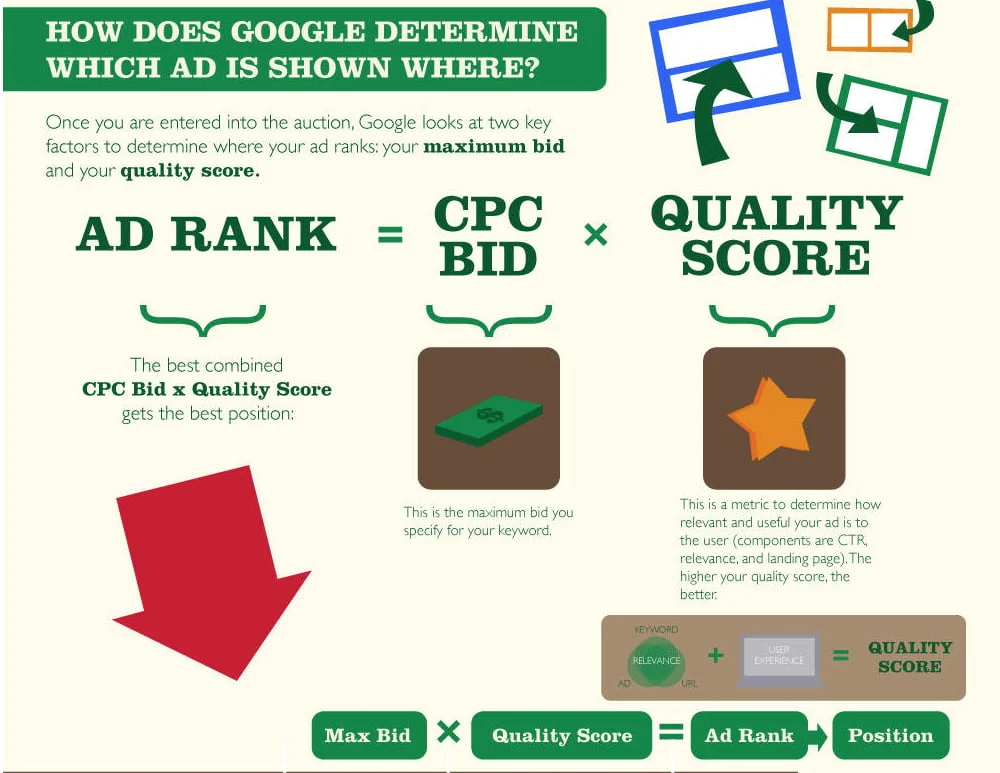 HOW DOES GOOGLE DETERMINE
WHICH AD IS SHOWN WHERE?
Once you are entered into the auction, Google looks at two key
factors to determine where your ad ranks: your maximum bid
and your quality score.
AD RANK = CPC BID × QUALITY SCORE
The best combined
CPC Bid x Quality Score
gets the best position:
$
This is the maximum bid you
specify for your keyword.
This is a metric to determine how
relevant and useful your ad is to
the user (components are CTR,
relevance, and landing page). The
higher your quality score, the
better.
KEYWORD
RELEVANCE
AD
URL
+
USER
EXPERIENCE
=
QUALITY
SCORE
Max Bid × Quality Score = Ad Rank Position